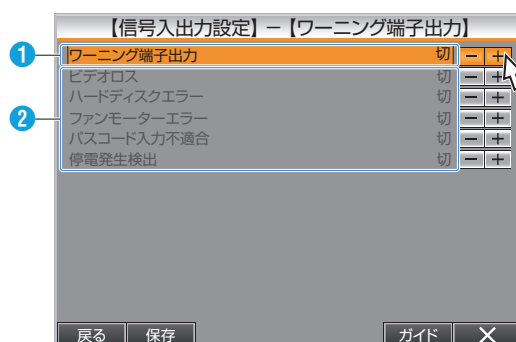 【信号入出力設定】－【ワーニング端子出力】
1 ワーニング端子出力 切 － ＋
ビデオロス 切 － ＋
ハードディスクエラー 切 － ＋
2 ファンモーターエラー 切 － ＋
パスコード入力不適合 切 － ＋
停電発生検出 切 － ＋
戻る 保存 ガイド ×